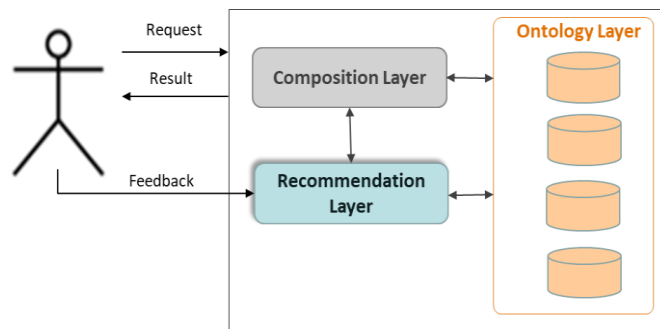 Request
Result
Feedback
Composition Layer
Recommendation
Layer
Ontology Layer